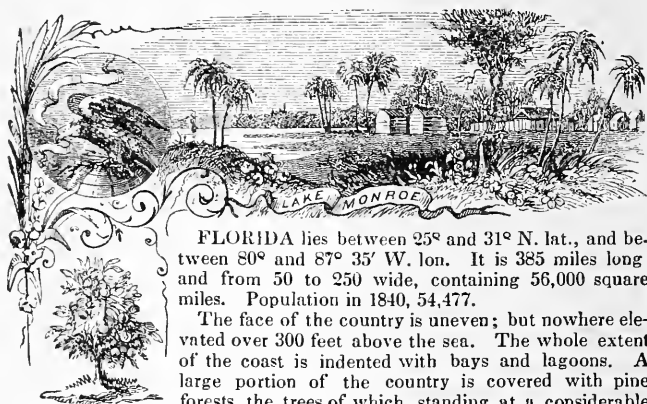 LAKE MONROE
FLORIDA lies between 25° and 31° N. lat., and be-
tween 80° and 87° 35′ W. lon. It is 385 miles long
and from 50 to 250 wide, containing 56,000 square
miles. Population in 1840, 54,477.
The face of the country is uneven; but nowhere ele-
vated over 300 feet above the sea. The whole extent
of the coast is indented with bays and lagoons. A
large portion of the country is covered with pine
forests, the trees of which, standing at a considerable